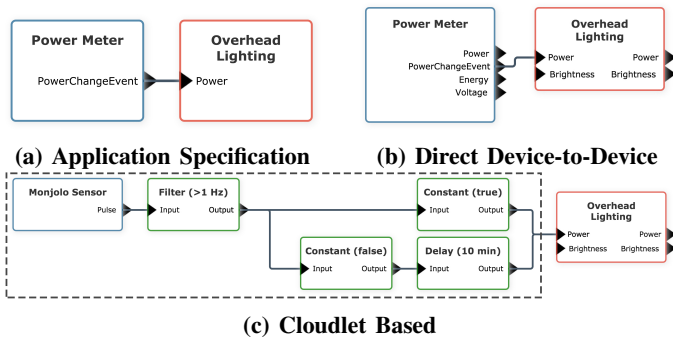 Power Meter
PowerChangeEvent
Overhead
Lighting
Power
(a) Application Specification
Power Meter
Power
PowerChangeEvent
Energy
Voltage
Overhead
Lighting
Power Power
Brightness Brightness
(b) Direct Device-to-Device
Monjolo Sensor
Pulse
Filter (>1 Hz)
Input Output
Constant (true)
Input Output
Constant (false)
Input Output
Delay (10 min)
Input Output
Overhead
Lighting
Power Power
Brightness Brightness
(c) Cloudlet Based